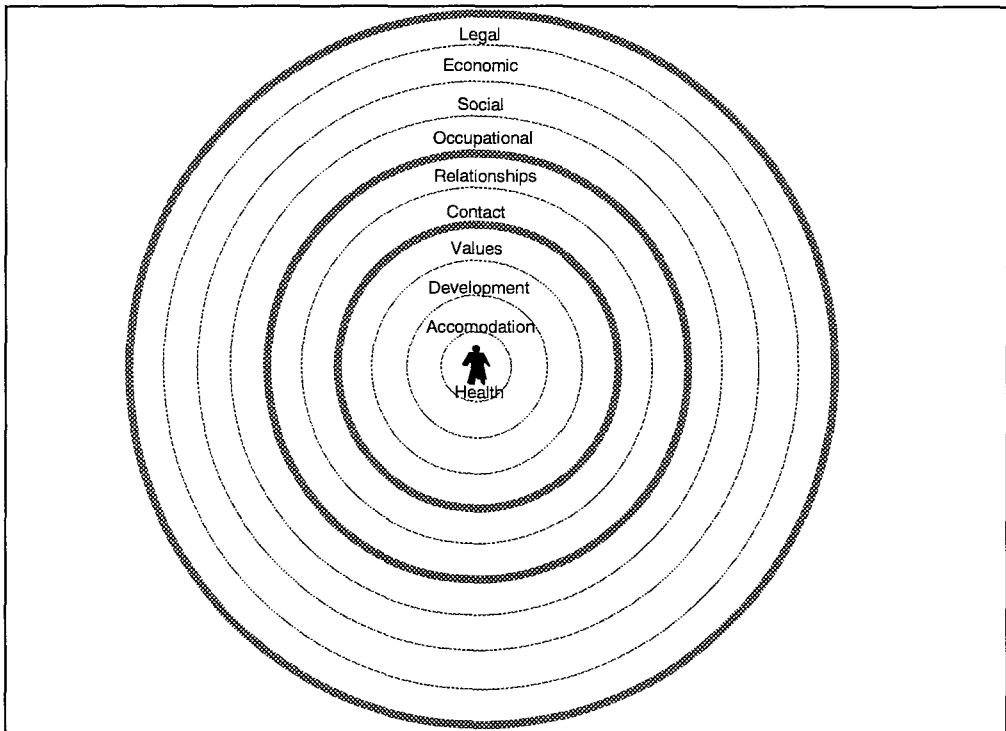 Legal
Economic
Social
Occupational
Relationships
Contact
Values
Development
Accomodation
Health